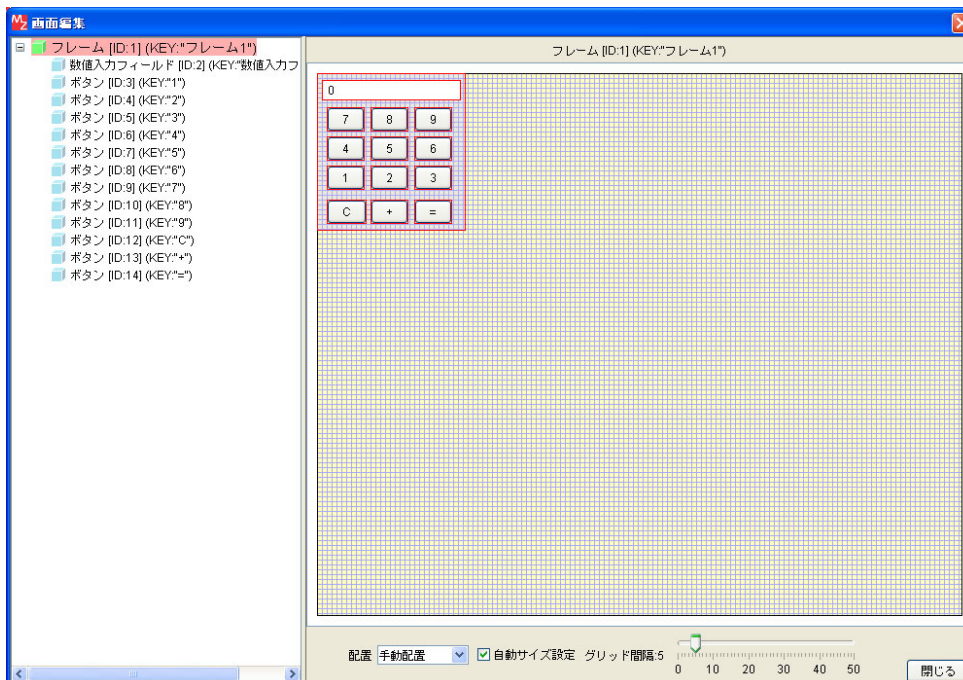 MZ 画面編集
フレーム [ID:1] (KEY:"フレーム1")
数値入力フィールド [ID:2] (KEY:"数値入力フ
ボタン [ID:3] (KEY:"1")
ボタン [ID:4] (KEY:"2")
ボタン [ID:5] (KEY:"3")
ボタン [ID:6] (KEY:"4")
ボタン [ID:7] (KEY:"5")
ボタン [ID:8] (KEY:"6")
ボタン [ID:9] (KEY:"7")
ボタン [ID:10] (KEY:"8")
ボタン [ID:11] (KEY:"9")
ボタン [ID:12] (KEY:"C")
ボタン [ID:13] (KEY:"+")
ボタン [ID:14] (KEY:"=")
フレーム [ID:1] (KEY:"フレーム1")
0
7 8 9
4 5 6
1 2 3
C + =
配置 手動配置 自動サイズ設定 グリッド間隔:5
0 10 20 30 40 50
閉じる